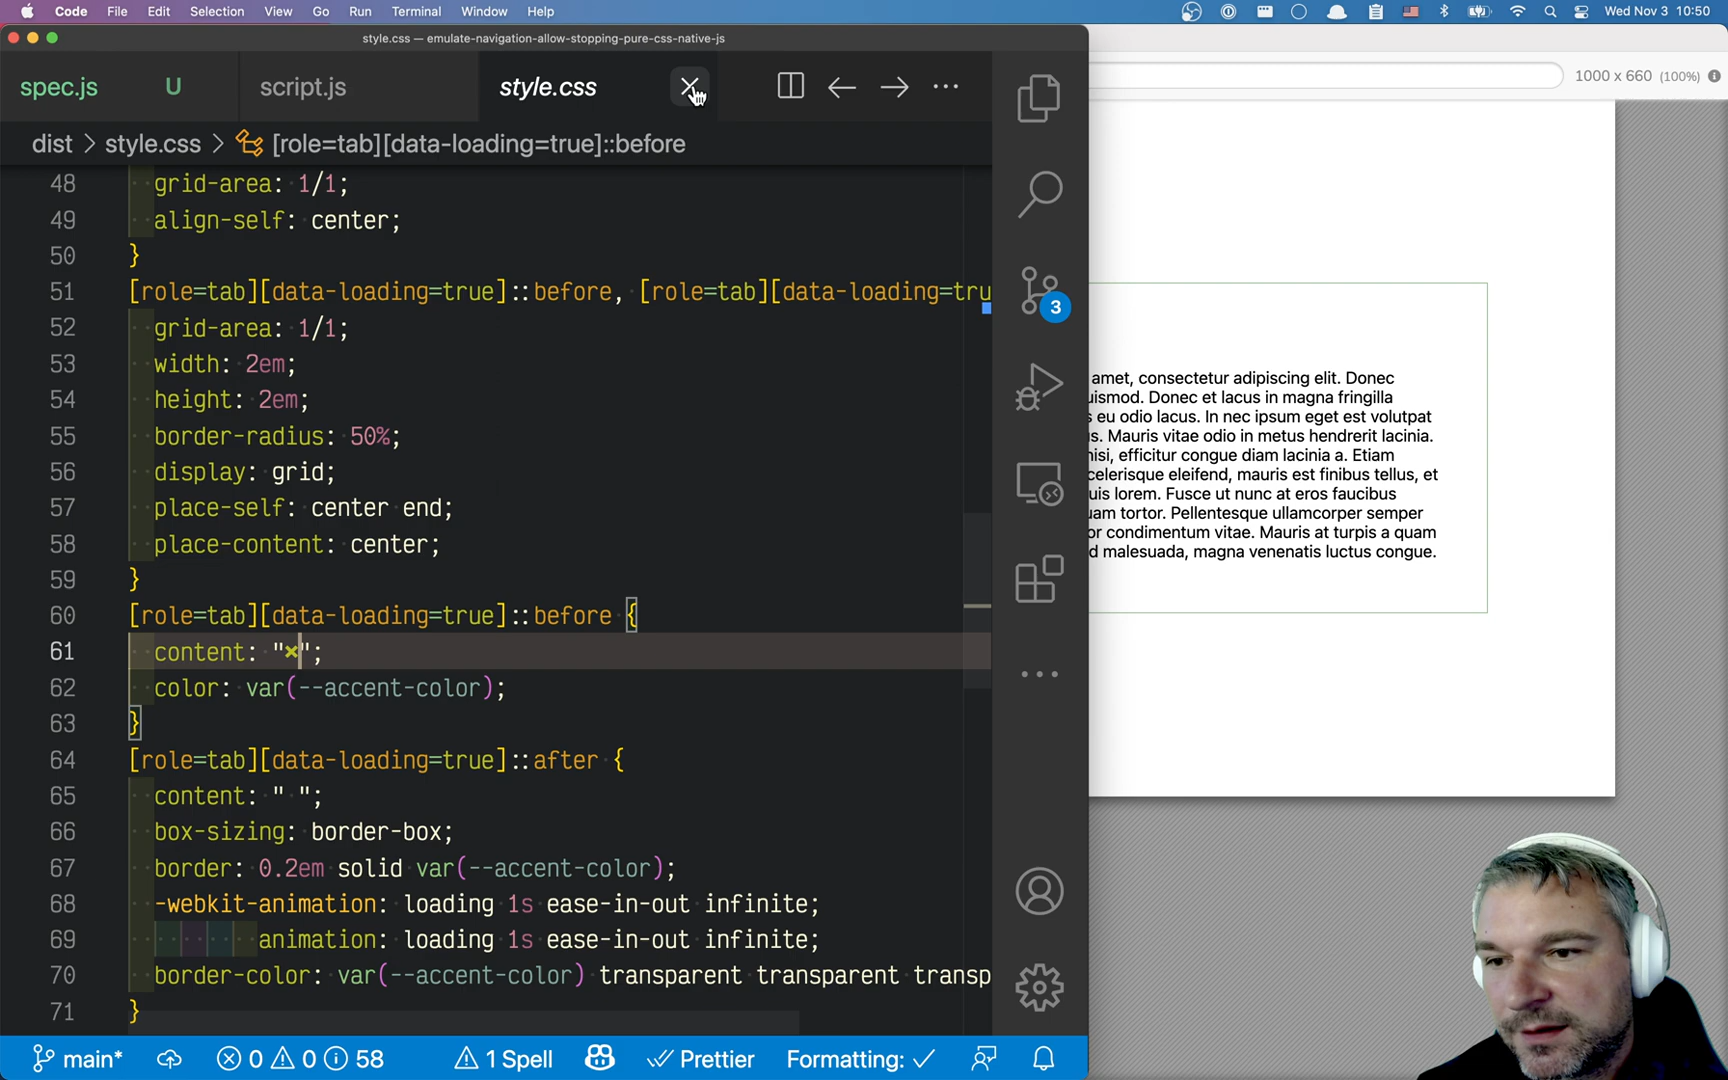 Code File Edit Selection View Go Run Terminal Window Help Wed Nov 3 10:50
style.css — emulate-navigation-allow-stopping-pure-css-native-js
spec.js U script.js style.css
1000 x 660 (100%)
dist > style.css > [role=tab][data-loading=true]::before
48 grid-area: 1/1;
49 align-self: center;
50 }
51 [role=tab][data-loading=true]::before, [role=tab][data-loading=tru
52 grid-area: 1/1;
53 width: 2em;
54 height: 2em;
55 border-radius: 50%;
56 display: grid;
57 place-self: center end;
58 place-content: center;
59 }
60 [role=tab][data-loading=true]::before {
61 content: "×";
62 color: var(--accent-color);
63 }
64 [role=tab][data-loading=true]::after {
65 content: " ";
66 box-sizing: border-box;
67 border: 0.2em solid var(--accent-color);
68 -webkit-animation: loading 1s ease-in-out infinite;
69 animation: loading 1s ease-in-out infinite;
70 border-color: var(--accent-color) transparent transparent transp
71 }
3
amet, consectetur adipiscing elit. Donec
uismod. Donec et lacus in magna fringilla
s eu odio lacus. In nec ipsum eget est volutpat
s. Mauris vitae odio in metus hendrerit lacinia.
nisi, efficitur congue diam lacinia a. Etiam
celerisque eleifend, mauris est finibus tellus, et
uis lorem. Fusce ut nunc at eros faucibus
uam tortor. Pellentesque ullamcorper semper
or condimentum vitae. Mauris at turpis a quam
d malesuada, magna venenatis luctus congue.
main* 0 0 58 1 Spell Prettier Formatting: ✓